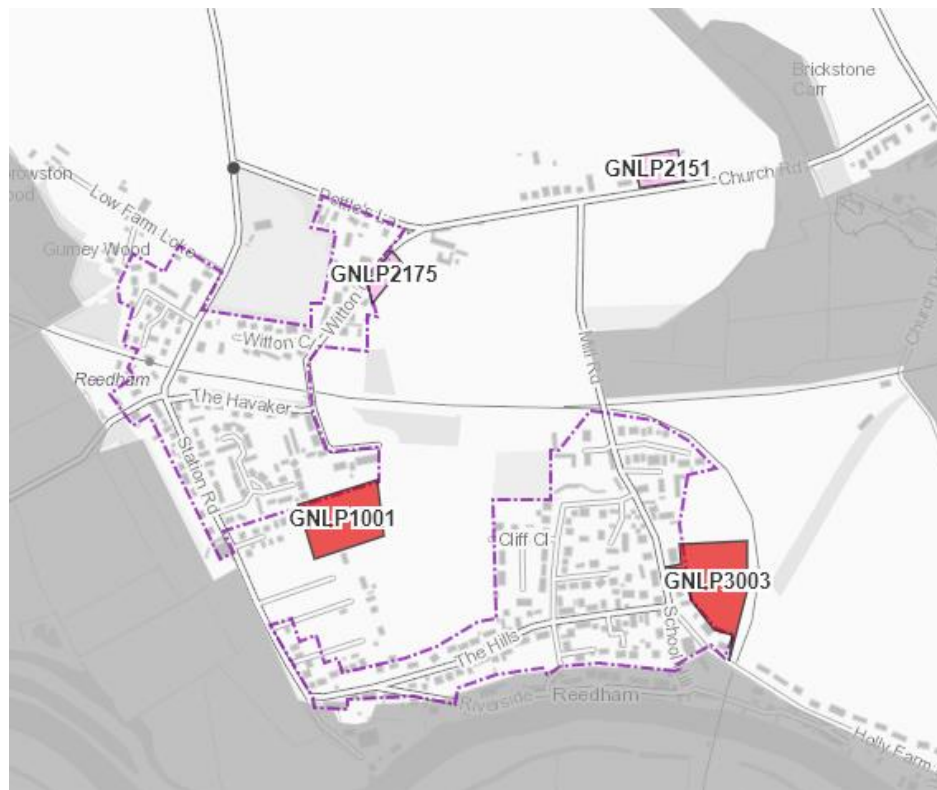 Brickstone
Carr
GNLP2151
Church Rd
Low Farm Loke
Gurney Wood
GNLP2175
Witton
Witton C
Reedham
The Havaker
Mill Rd
Station Rd
GNLP1001
Cliff Cl
GNLP3003
School
The Hills
Riverside
Reedham
Holly Farm